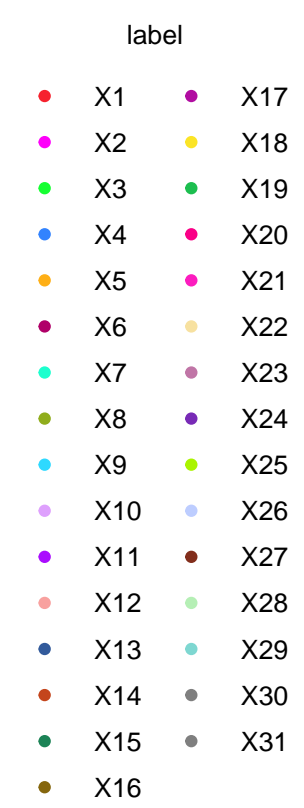 label
X1 X17
X2 X18
X3 X19
X4 X20
X5 X21
X6 X22
X7 X23
X8 X24
X9 X25
X10 X26
X11 X27
X12 X28
X13 X29
X14 X30
X15 X31
X16